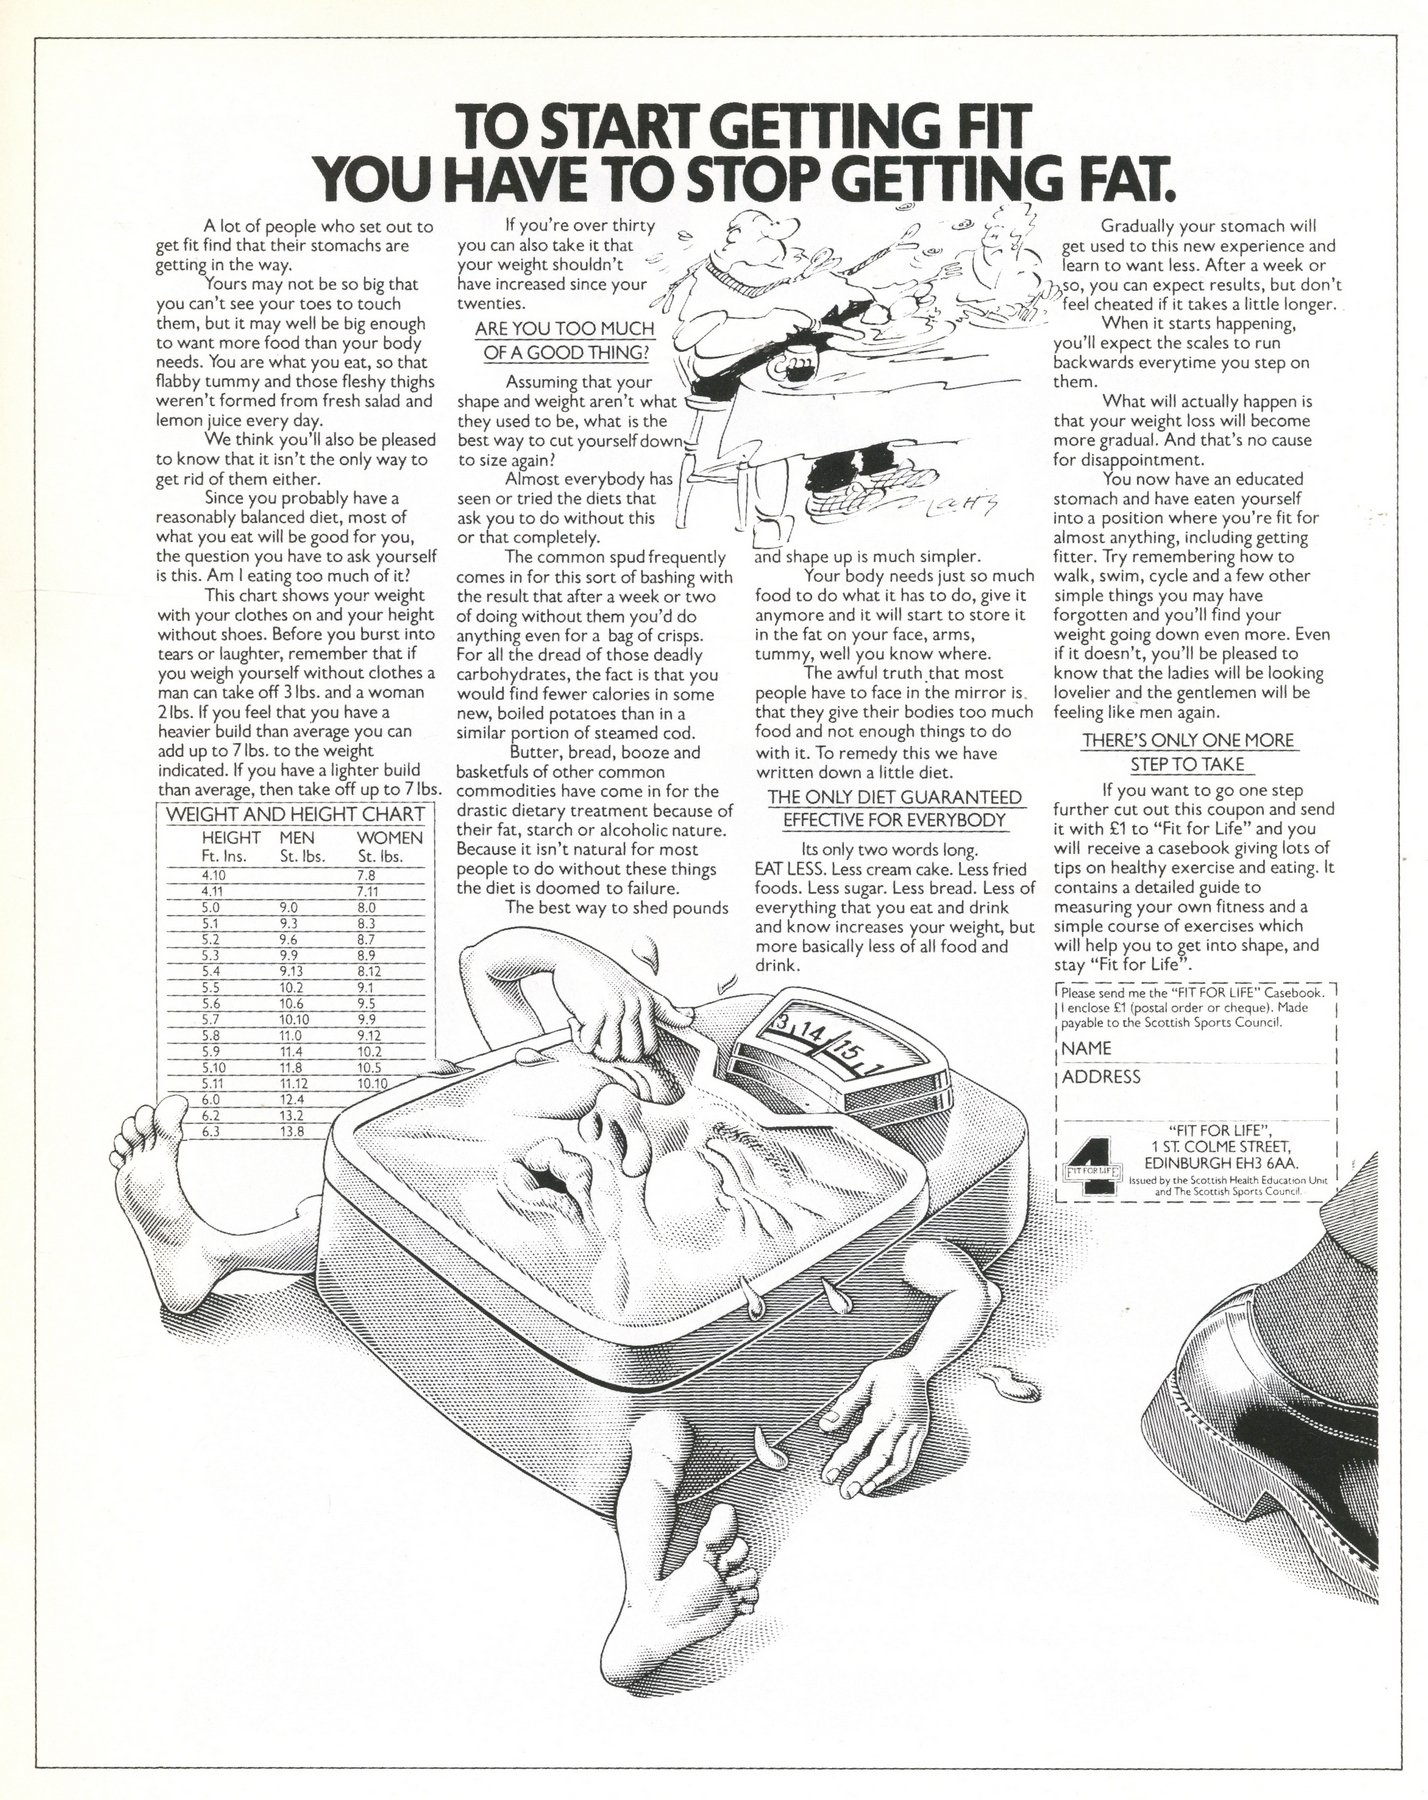 TO START GETTING FIT
YOU HAVE TO STOP GETTING FAT.
A lot of people who set out to
get fit find that their stomachs are
getting in the way.
Yours may not be so big that
you can't see your toes to touch
them, but it may well be big enough
to want more food than your body
needs. You are what you eat, so that
flabby tummy and those fleshy thighs
weren't formed from fresh salad and
lemon juice every day.
We think you'll also be pleased
to know that it isn't the only way to
get rid of them either.
Since you probably have a
reasonably balanced diet, most of
what you eat will be good for you,
the question you have to ask yourself
is this. Am I eating too much of it?
This chart shows your weight
with your clothes on and your height
without shoes. Before you burst into
tears or laughter, remember that if
you weigh yourself without clothes a
man can take off 3 lbs. and a woman
2 lbs. If you feel that you have a
heavier build than average you can
add up to 7 lbs. to the weight
indicated. If you have a lighter build
than average, then take off up to 7 lbs.
WEIGHT AND HEIGHT CHART
HEIGHT MEN WOMEN
Ft. Ins. St. lbs. St. lbs.
4.10 7.8
4.11 7.11
5.0 9.0 8.0
5.1 9.3 8.3
5.2 9.6 8.7
5.3 9.9 8.9
5.4 9.13 8.12
5.5 10.2 9.1
5.6 10.6 9.5
5.7 10.10 9.9
5.8 11.0 9.12
5.9 11.4 10.2
5.10 11.8 10.5
5.11 11.12 10.10
6.0 12.4
6.2 13.2
6.3 13.8
If you're over thirty
you can also take it that
your weight shouldn't
have increased since your
twenties.
ARE YOU TOO MUCH
OF A GOOD THING?
Assuming that your
shape and weight aren't what
they used to be, what is the
best way to cut yourself down
to size again?
Almost everybody has
seen or tried the diets that
ask you to do without this
or that completely.
The common spud frequently
comes in for this sort of bashing with
the result that after a week or two
of doing without them you'd do
anything even for a bag of crisps.
For all the dread of those deadly
carbohydrates, the fact is that you
would find fewer calories in some
new, boiled potatoes than in a
similar portion of steamed cod.
Butter, bread, booze and
basketfuls of other common
commodities have come in for the
drastic dietary treatment because of
their fat, starch or alcoholic nature.
Because it isn't natural for most
people to do without these things
the diet is doomed to failure.
The best way to shed pounds
and shape up is much simpler.
Your body needs just so much
food to do what it has to do, give it
anymore and it will start to store it
in the fat on your face, arms,
tummy, well you know where.
The awful truth that most
people have to face in the mirror is
that they give their bodies too much
food and not enough things to do
with it. To remedy this we have
written down a little diet.
THE ONLY DIET GUARANTEED
EFFECTIVE FOR EVERYBODY
Its only two words long.
EAT LESS. Less cream cake. Less fried
foods. Less sugar. Less bread. Less of
everything that you eat and drink
and know increases your weight, but
more basically less of all food and
drink.
Gradually your stomach will
get used to this new experience and
learn to want less. After a week or
so, you can expect results, but don't
feel cheated if it takes a little longer.
When it starts happening,
you'll expect the scales to run
backwards everytime you step on
them.
What will actually happen is
that your weight loss will become
more gradual. And that's no cause
for disappointment.
You now have an educated
stomach and have eaten yourself
into a position where you're fit for
almost anything, including getting
fitter. Try remembering how to
walk, swim, cycle and a few other
simple things you may have
forgotten and you'll find your
weight going down even more. Even
if it doesn't, you'll be pleased to
know that the ladies will be looking
lovelier and the gentlemen will be
feeling like men again.
THERE'S ONLY ONE MORE
STEP TO TAKE
If you want to go one step
further cut out this coupon and send
it with £1 to "Fit for Life" and you
will receive a casebook giving lots of
tips on healthy exercise and eating. It
contains a detailed guide to
measuring your own fitness and a
simple course of exercises which
will help you to get into shape, and
stay "Fit for Life".
Please send me the "FIT FOR LIFE" Casebook.
I enclose £1 (postal order or cheque). Made
payable to the Scottish Sports Council.
NAME
ADDRESS
"FIT FOR LIFE",
1 ST. COLME STREET,
EDINBURGH EH3 6AA.
Issued by the Scottish Health Education Unit
and The Scottish Sports Council.
4
FIT FOR LIFE
13 14 15 1